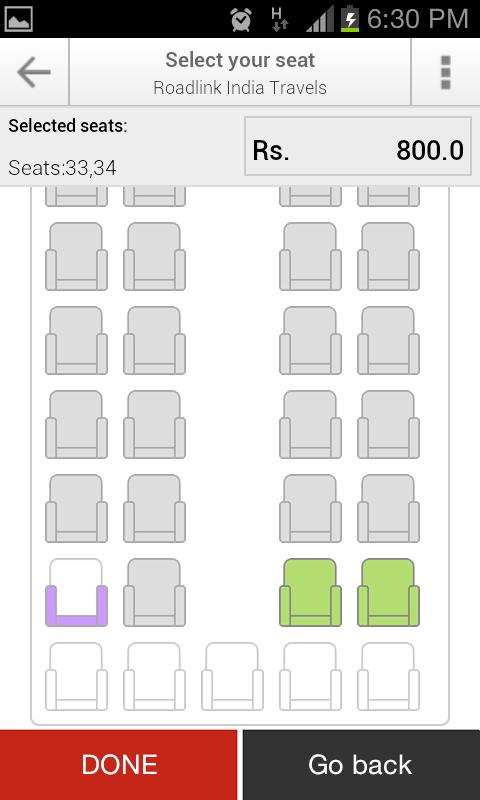 H 6:30 PM
Select your seat
Roadlink India Travels
Selected seats:
Seats:33,34
Rs. 800.0
DONE
Go back